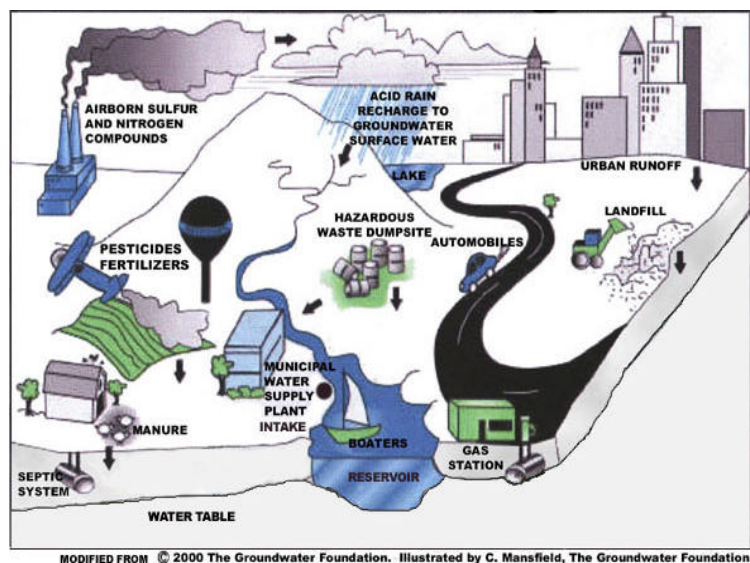 AIRBORN SULFUR
AND NITROGEN
COMPOUNDS
ACID RAIN
RECHARGE TO
GROUNDWATER
SURFACE WATER
URBAN RUNOFF
LAKE
LANDFILL
HAZARDOUS
WASTE DUMPSITE
AUTOMOBILES
PESTICIDES
FERTILIZERS
MUNICIPAL
WATER
SUPPLY
PLANT
INTAKE
MANURE
BOATERS
GAS
STATION
SEPTIC
SYSTEM
RESERVOIR
WATER TABLE
MODIFIED FROM © 2000 The Groundwater Foundation. Illustrated by C. Mansfield, The Groundwater Foundation